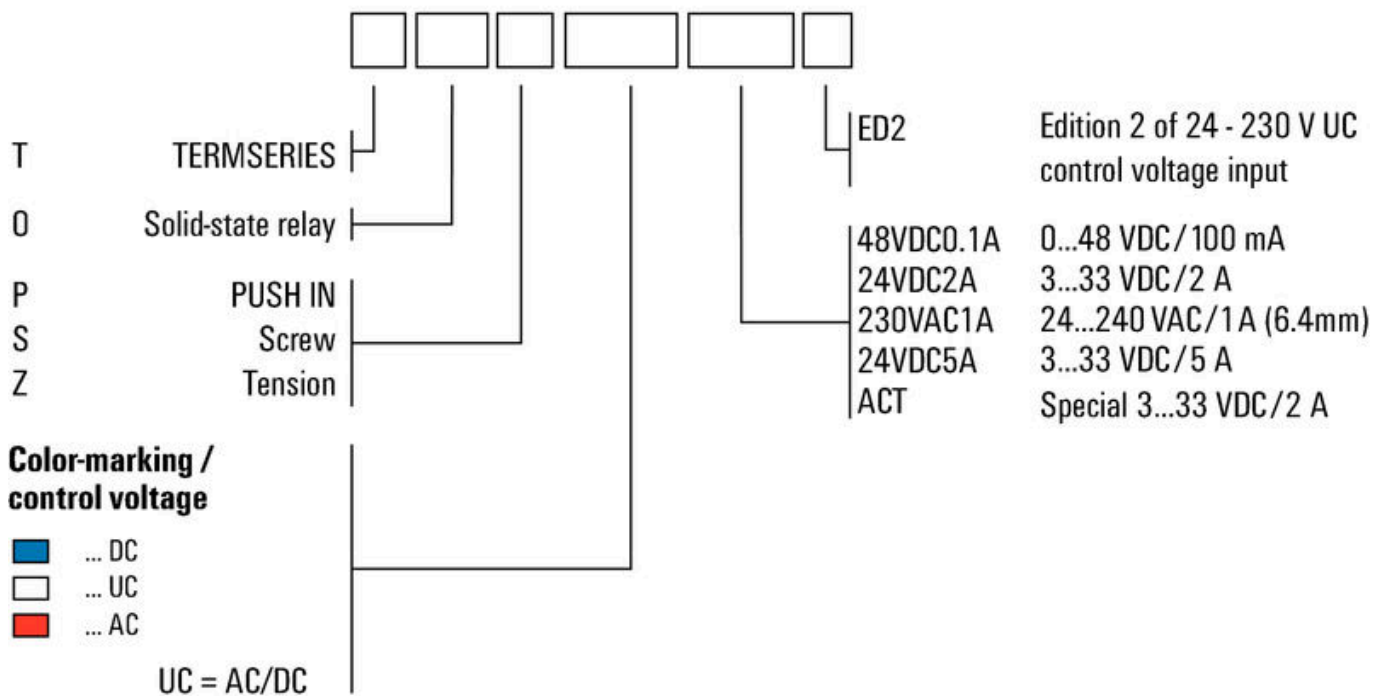 T TERMSERIES
O Solid-state relay
P PUSH IN
S Screw
Z Tension
Color-marking /
control voltage
... DC
... UC
... AC
UC = AC/DC
ED2 Edition 2 of 24 - 230 V UC
control voltage input
48VDC0.1A 0...48 VDC/100 mA
24VDC2A 3...33 VDC/2 A
230VAC1A 24...240 VAC/1A (6.4mm)
24VDC5A 3...33 VDC/5 A
ACT Special 3...33 VDC/2 A